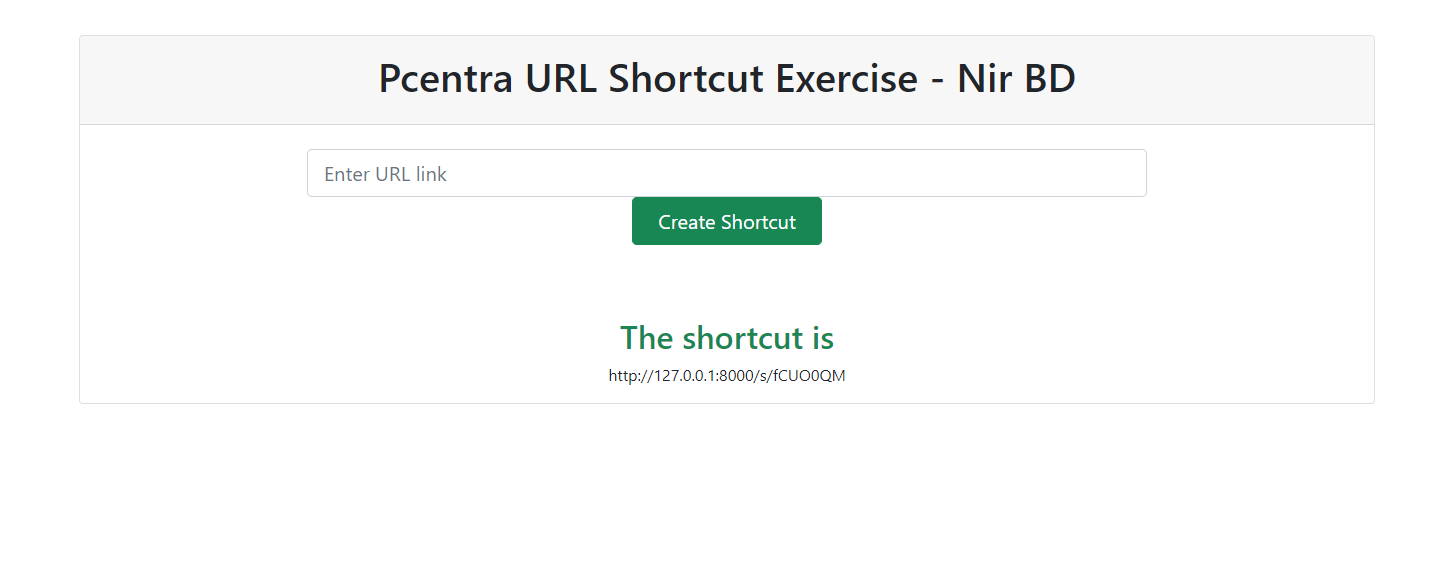 Pcentra URL Shortcut Exercise - Nir BD
Enter URL link
Create Shortcut
The shortcut is
http://127.0.0.1:8000/s/fCUO0QM